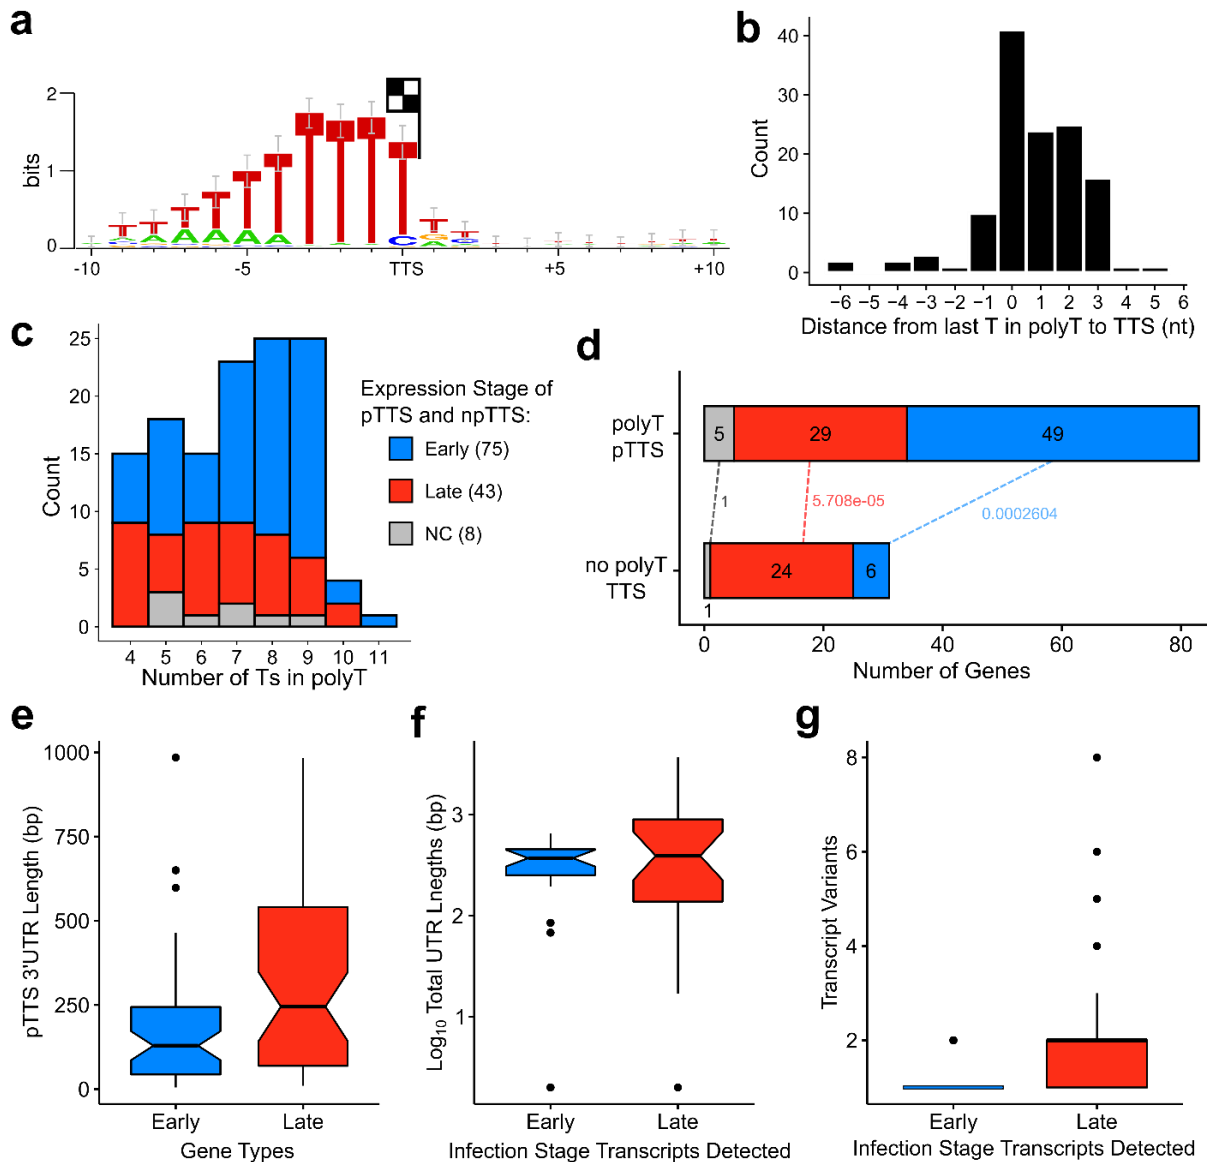 a
2
1
0
bits
-10
-5
TTS
+5
+10
T T T T T T T T T T T T
A A A A A C G A
b
40
30
20
10
0
Count
−6 −5 −4 −3 −2 −1 0 1 2 3 4 5 6
Distance from last T in polyT to TTS (nt)
c
25
20
15
10
5
0
Count
4 5 6 7 8 9 10 11
Number of Ts in polyT
Expression Stage of
pTTS and npTTS:
Early (75)
Late (43)
NC (8)
d
polyT
pTTS
5 29 49
1
5.708e-05
0.0002604
no polyT
TTS
24 6
1
0 20 40 60 80
Number of Genes
e
1000
750
500
250
0
pTTS 3'UTR Length (bp)
Early Late
Gene Types
f
3
2
1
Log10 Total UTR Lnegths (bp)
Early Late
Infection Stage Transcripts Detected
g
8
6
4
2
Transcript Variants
Early Late
Infection Stage Transcripts Detected